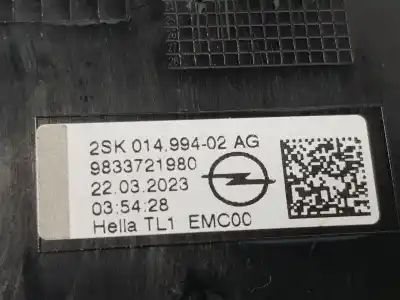 2SK 014.994-02 AG
9833721980
22.03.2023
03:54:28
Hella TL1 EMC00